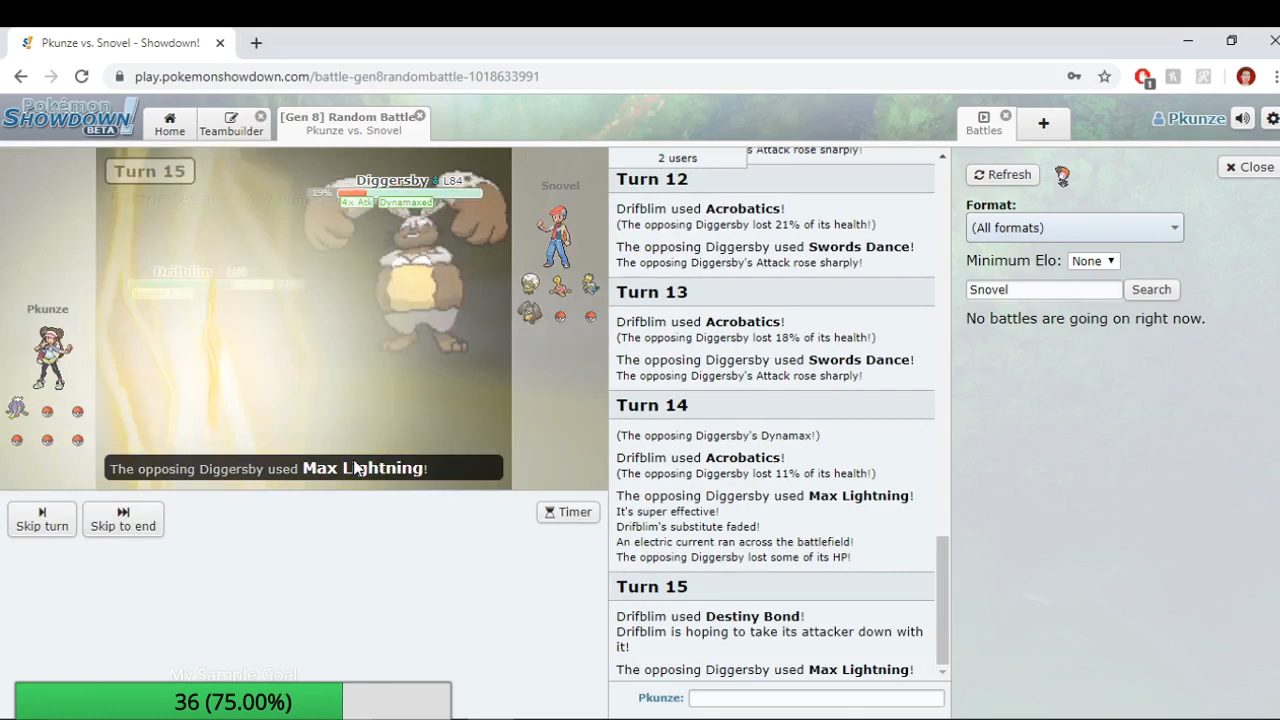 Pkunze vs. Snovel - Showdown!
play.pokemonshowdown.com/battle-gen8randombattle-1018633991
1
Pokémon
Showdown!
BETA
Home
Teambuilder
[Gen 8] Random Battle
Pkunze vs. Snovel
Battles
Pkunze
Turn 15
Diggersby L84
15%
4x Atk Dynamaxed
Drifblim
Pkunze
Snovel
The opposing Diggersby used Max Lightning!
Skip turn
Skip to end
Timer
My Sample Goal
36 (75.00%)
2 users
's Attack rose sharply!
Turn 12
Drifblim used Acrobatics!
(The opposing Diggersby lost 21% of its health!)
The opposing Diggersby used Swords Dance!
The opposing Diggersby's Attack rose sharply!
Turn 13
Drifblim used Acrobatics!
(The opposing Diggersby lost 18% of its health!)
The opposing Diggersby used Swords Dance!
The opposing Diggersby's Attack rose sharply!
Turn 14
(The opposing Diggersby's Dynamax!)
Drifblim used Acrobatics!
(The opposing Diggersby lost 11% of its health!)
The opposing Diggersby used Max Lightning!
It's super effective!
Drifblim's substitute faded!
An electric current ran across the battlefield!
The opposing Diggersby lost some of its HP!
Turn 15
Drifblim used Destiny Bond!
Drifblim is hoping to take its attacker down with
it!
The opposing Diggersby used Max Lightning!
Pkunze:
Refresh
Close
Format:
(All formats)
Minimum Elo: None
Snovel
Search
No battles are going on right now.